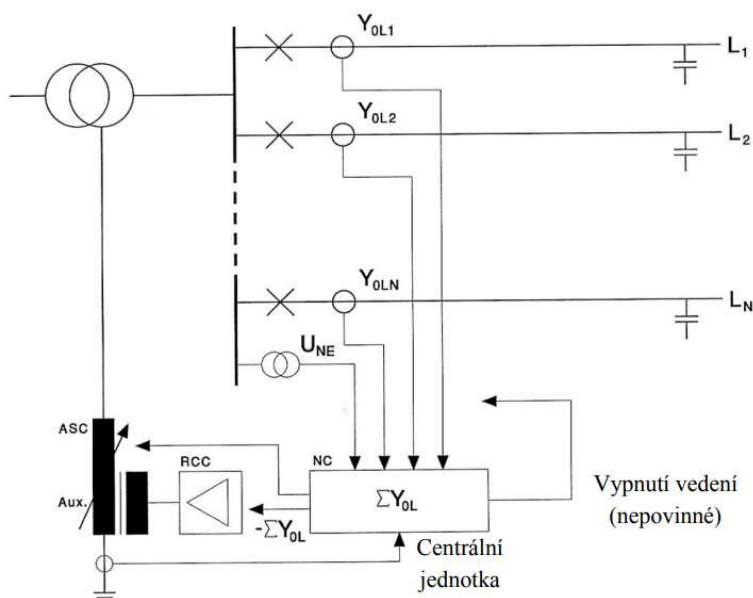 Y0L1
L1
Y0L2
L2
Y0LN
LN
UNE
ASC
RCC
NC
Aux.
ΣY0L
-ΣY0L
Vypnutí vedení
(nepovinné)
Centrální
jednotka